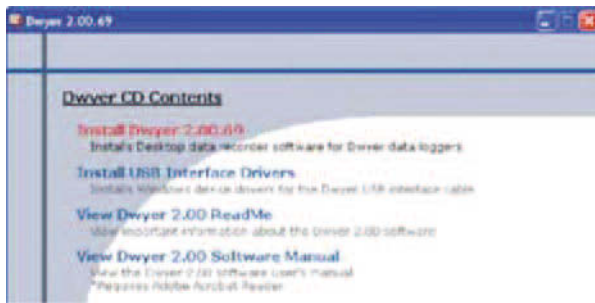 Dwyer 2.00.69
Dwyer CD Contents
Install Dwyer 2.00.69
Installs Desktop data recorder software for Dwyer data loggers
Install USB Interface Drivers
Installs Windows device drivers for the Dwyer USB interface cable
View Dwyer 2.00 ReadMe
View important information about the Dwyer 2.00 software
View Dwyer 2.00 Software Manual
View the Dwyer 2.00 software user's manual
*Requires Adobe Acrobat Reader